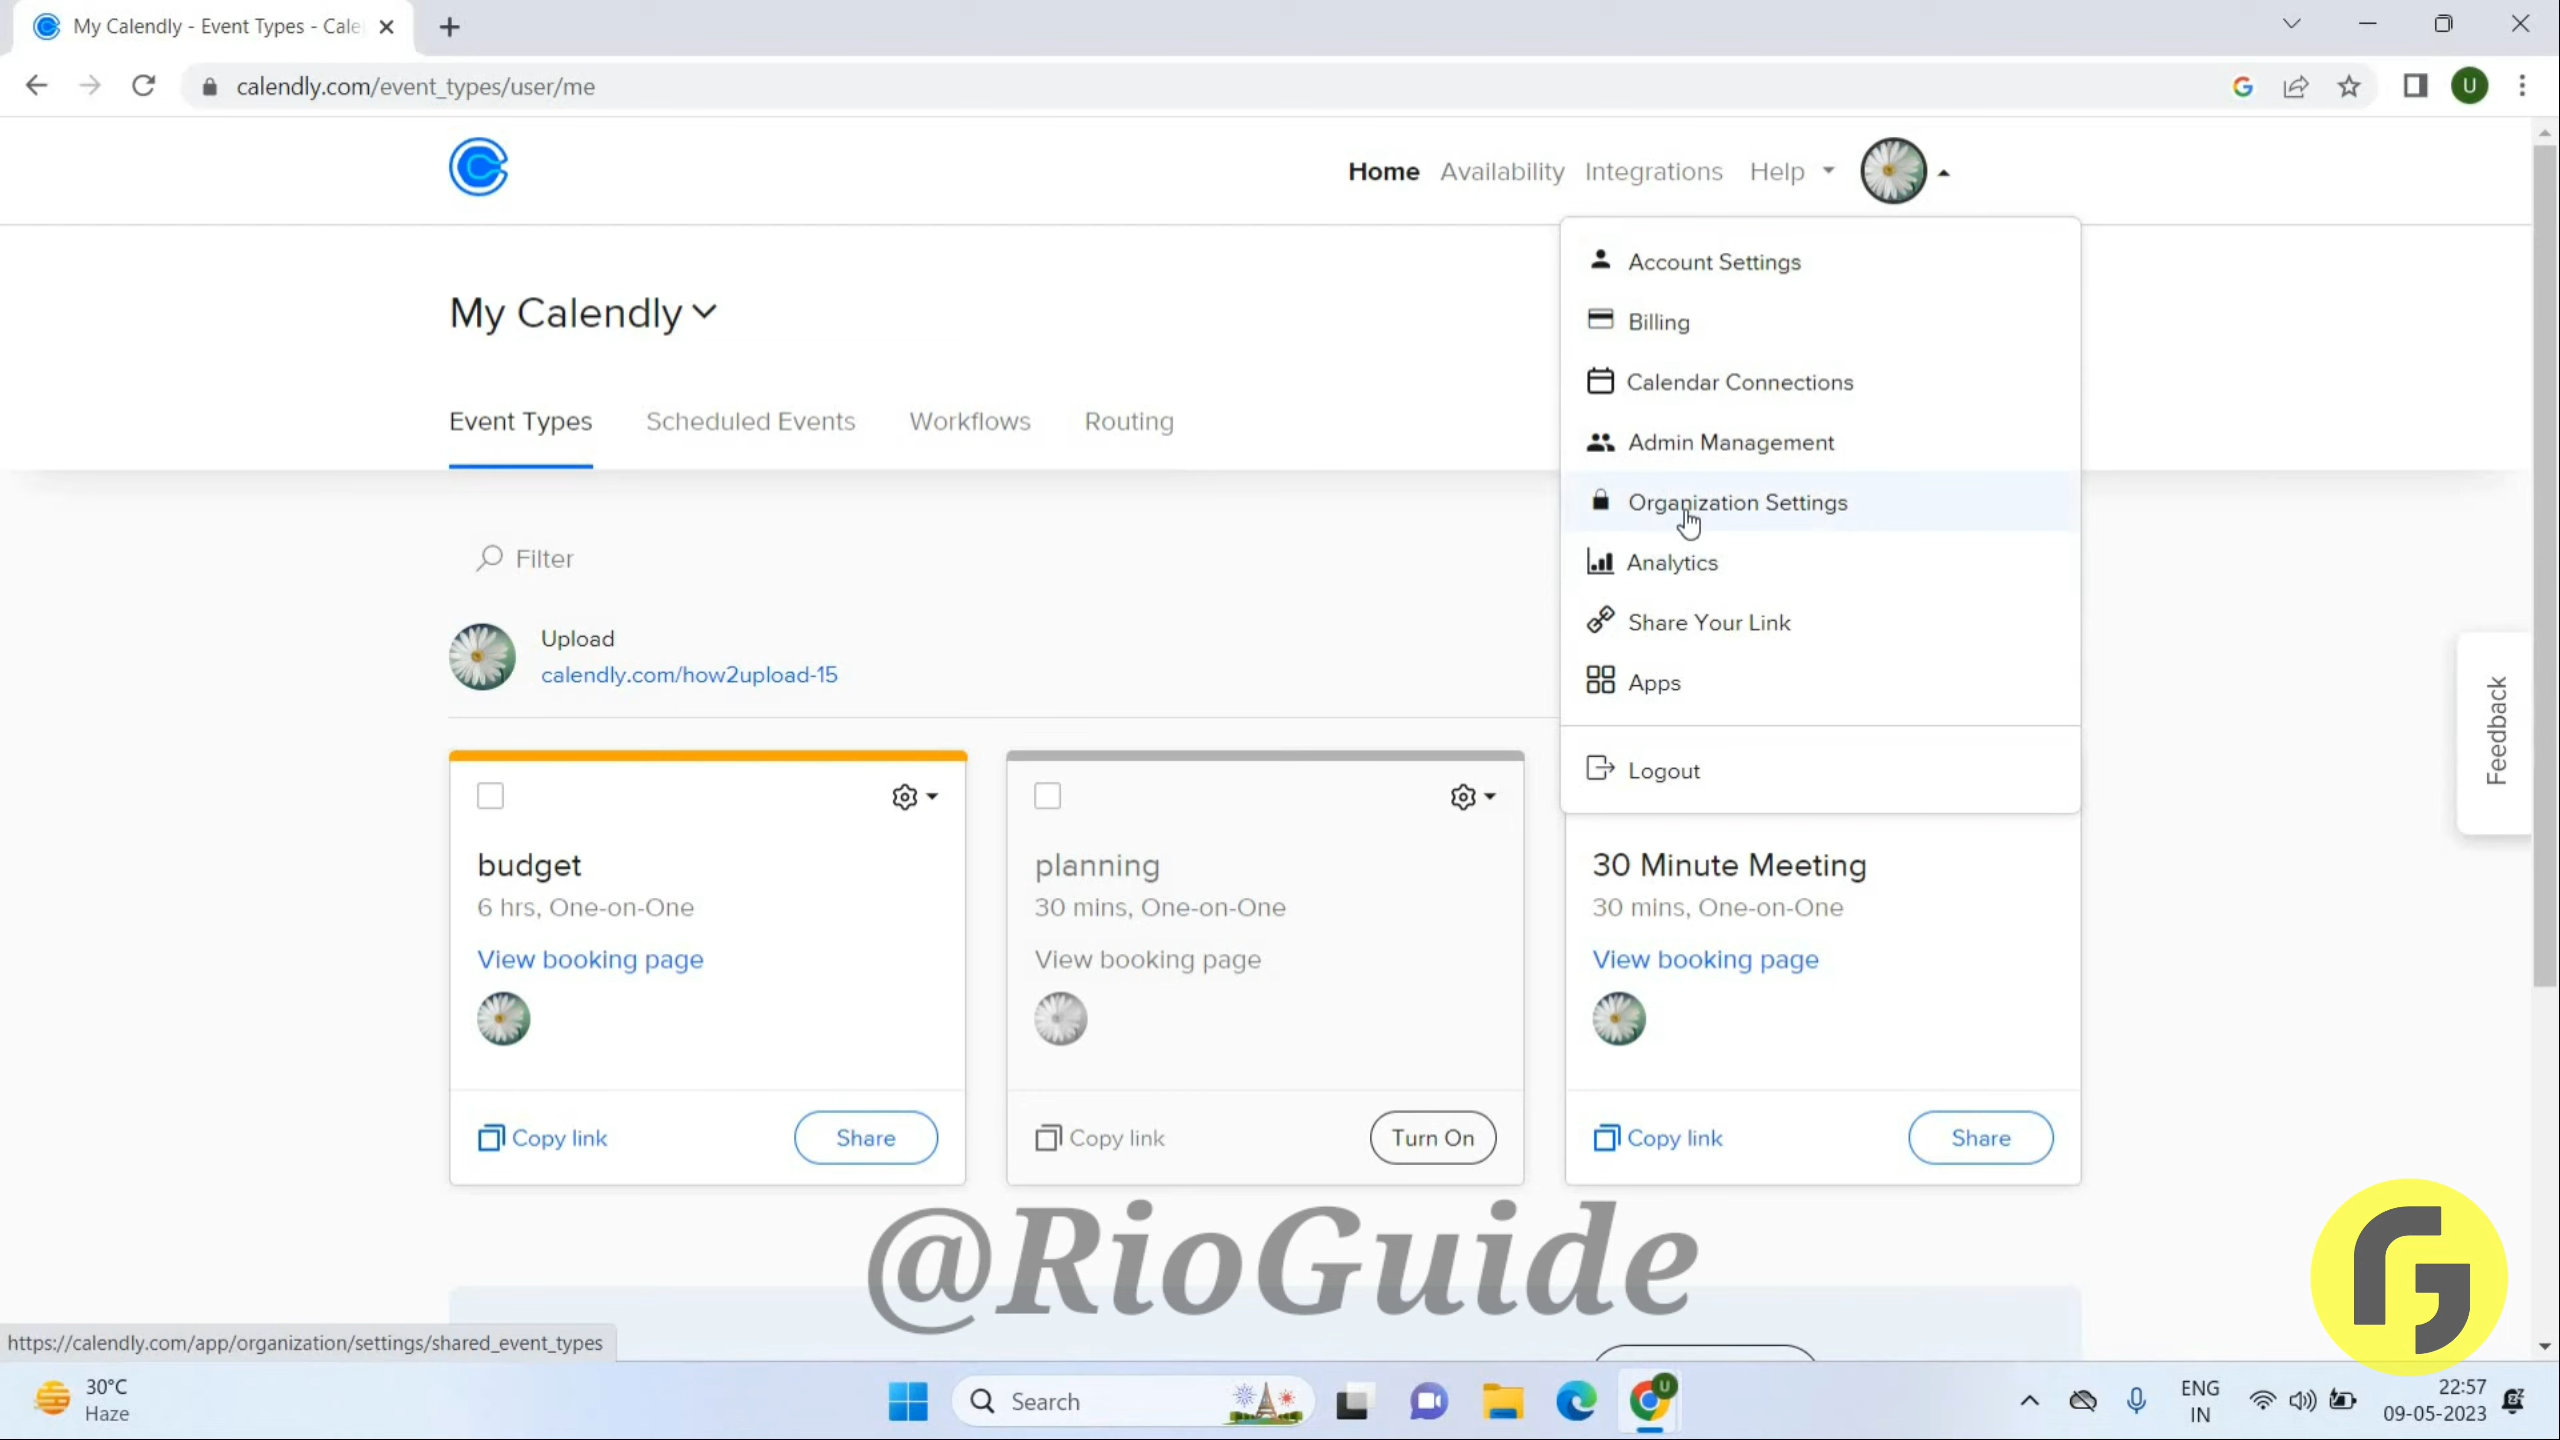 My Calendly - Event Types - Cale
calendly.com/event_types/user/me
U
Home Availability Integrations Help
My Calendly
Event Types Scheduled Events Workflows Routing
Account Settings
Billing
Calendar Connections
Admin Management
Organization Settings
Analytics
Share Your Link
Apps
Logout
Filter
Upload
calendly.com/how2upload-15
Feedback
budget
6 hrs, One-on-One
View booking page
Copy link Share
planning
30 mins, One-on-One
View booking page
Copy link Turn On
30 Minute Meeting
30 mins, One-on-One
View booking page
Copy link Share
@RioGuide
https://calendly.com/app/organization/settings/shared_event_types
30°C
Haze
Search
U
ENG
IN
22:57
09-05-2023